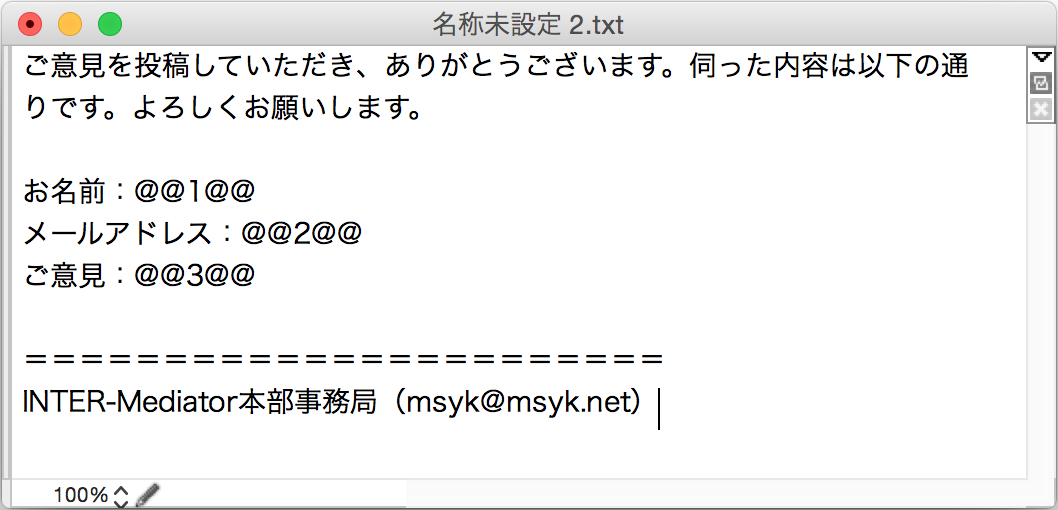 名称未設定 2.txt
ご意見を投稿していただき、ありがとうございます。伺った内容は以下の通
りです。よろしくお願いします。
お名前：@@1@@
メールアドレス：@@2@@
ご意見：@@3@@
＝＝＝＝＝＝＝＝＝＝＝＝＝＝＝＝＝＝＝＝＝＝＝
INTER-Mediator本部事務局（msyk@msyk.net）
100%